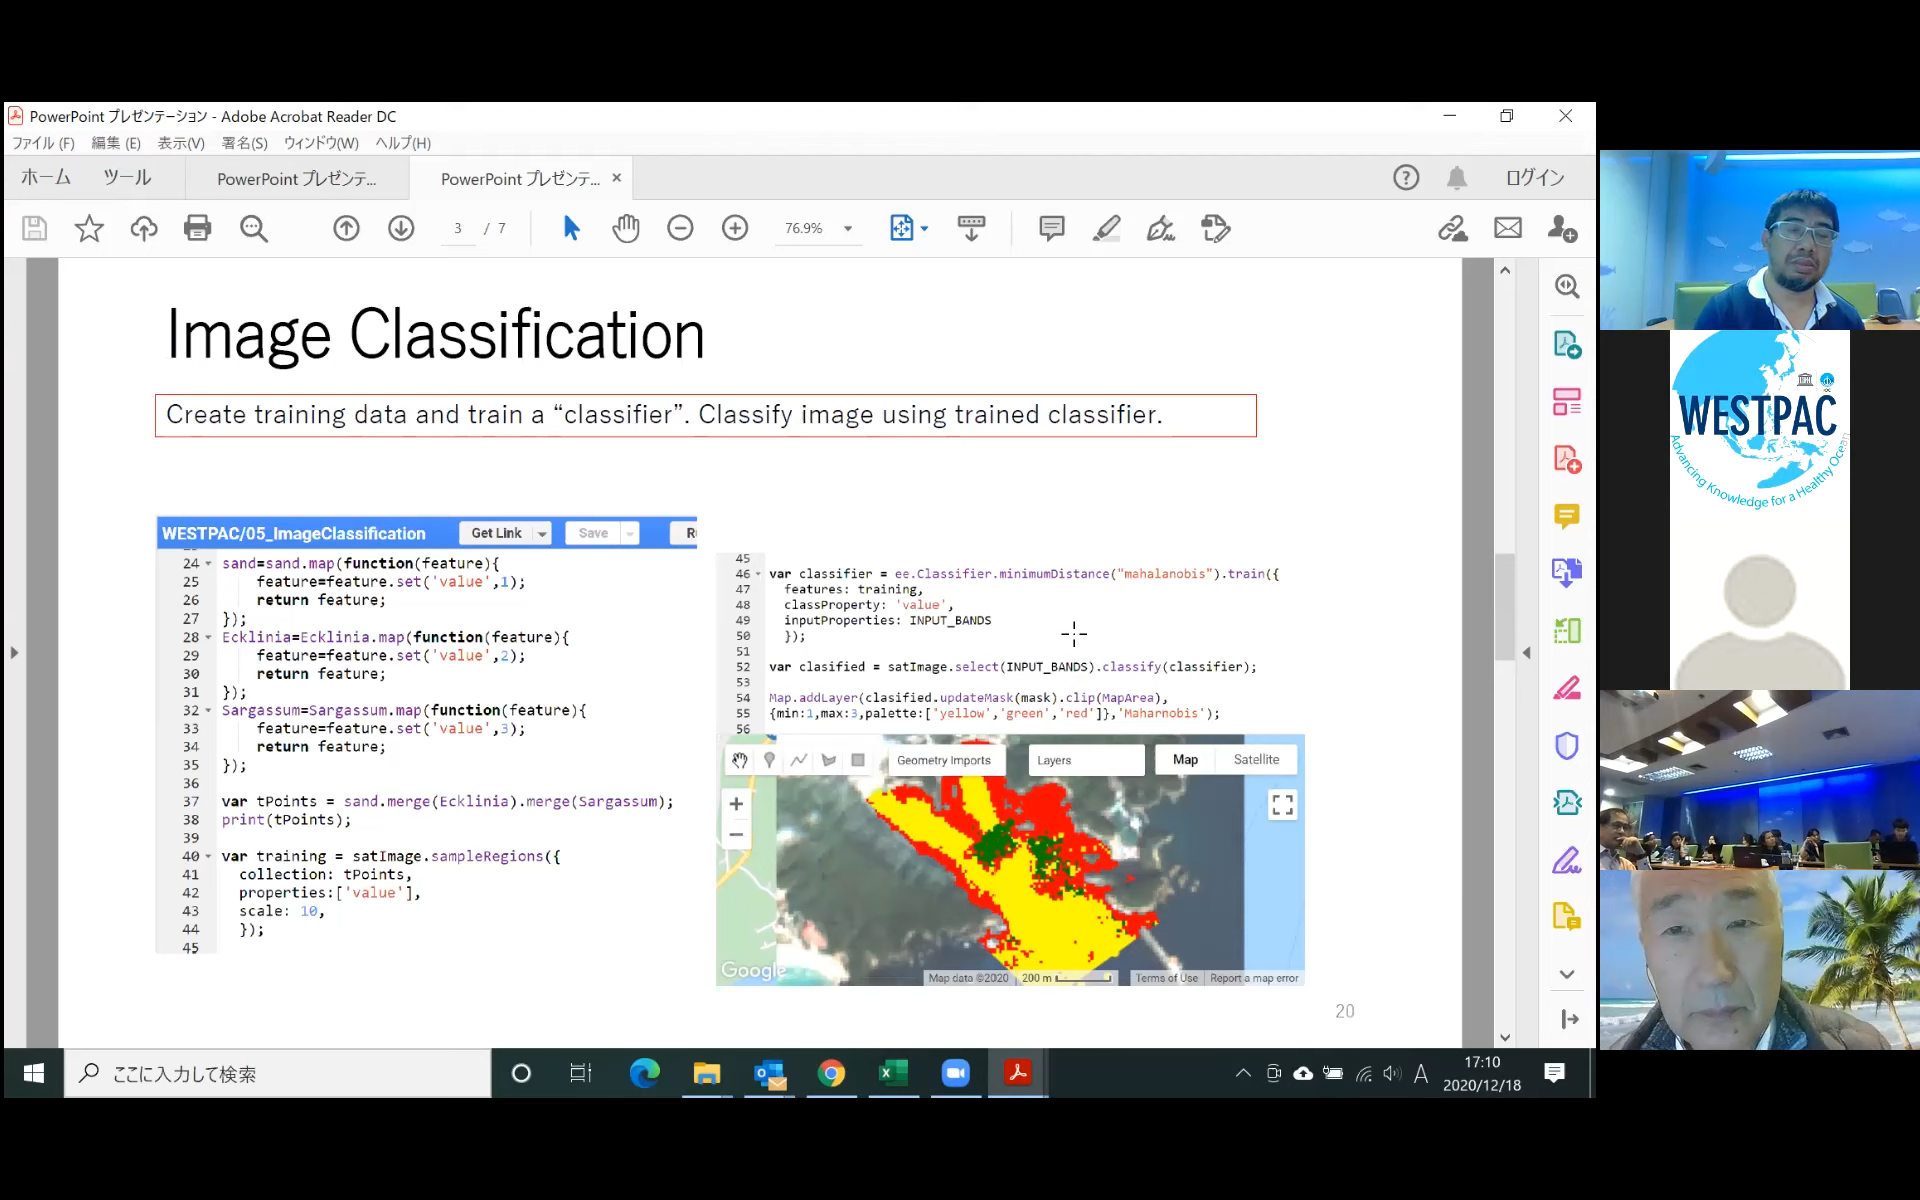 PowerPoint プレゼンテーション - Adobe Acrobat Reader DC
ファイル (F) 編集 (E) 表示(V) 署名(S) ウィンドウ(W) ヘルプ(H)
ホーム ツール PowerPoint プレゼンテ... PowerPoint プレゼンテ... × ログイン
3 / 7 76.9%
Image Classification
Create training data and train a “classifier”. Classify image using trained classifier.
WESTPAC/05_ImageClassification Get Link Save
24 sand=sand.map(function(feature){
25 feature=feature.set('value',1);
26 return feature;
27 });
28 Ecklinia=Ecklinia.map(function(feature){
29 feature=feature.set('value',2);
30 return feature;
31 });
32 Sargassum=Sargassum.map(function(feature){
33 feature=feature.set('value',3);
34 return feature;
35 });
36
37 var tPoints = sand.merge(Ecklinia).merge(Sargassum);
38 print(tPoints);
39
40 var training = satImage.sampleRegions({
41 collection: tPoints,
42 properties:['value'],
43 scale: 10,
44 });
45
45
46 var classifier = ee.Classifier.minimumDistance("mahalanobis").train({
47 features: training,
48 classProperty: 'value',
49 inputProperties: INPUT_BANDS
50 });
51
52 var clasified = satImage.select(INPUT_BANDS).classify(classifier);
53
54 Map.addLayer(clasified.updateMask(mask).clip(MapArea),
55 {min:1,max:3,palette:["yellow",'green','red']},'Maharnobis');
56
Geometry Imports Layers Map Satellite
Google Map data ©2020 200 m Terms of Use Report a map error
20
WESTPAC
Advancing Knowledge for a Healthy Ocean
ここに入力して検索
A 17:10
2020/12/18